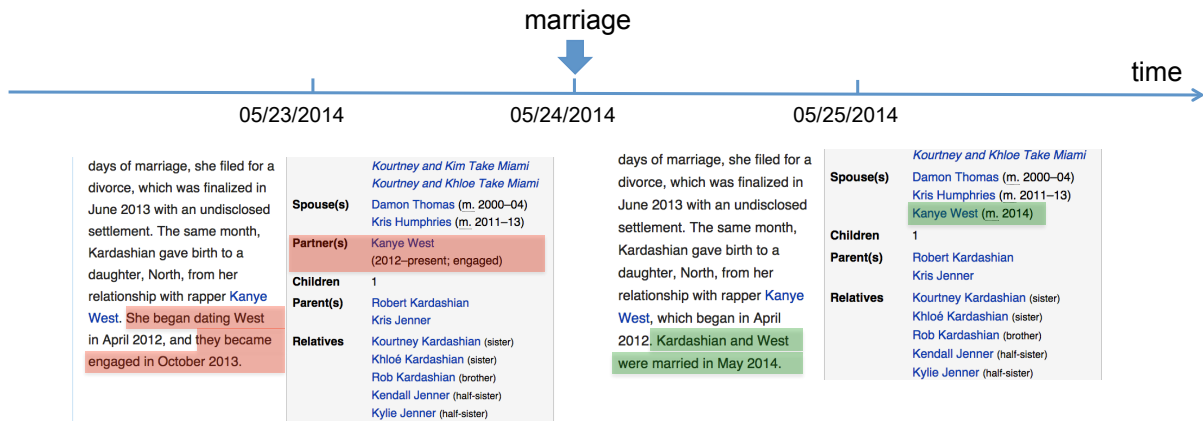 marriage
time
05/23/2014
05/24/2014
05/25/2014
days of marriage, she filed for a
divorce, which was finalized in
June 2013 with an undisclosed
settlement. The same month,
Kardashian gave birth to a
daughter, North, from her
relationship with rapper Kanye
West. She began dating West
in April 2012, and they became
engaged in October 2013.
Kourtney and Kim Take Miami
Kourtney and Khloe Take Miami
Spouse(s) Damon Thomas (m. 2000–04)
Kris Humphries (m. 2011–13)
Partner(s) Kanye West
(2012–present; engaged)
Children 1
Parent(s) Robert Kardashian
Kris Jenner
Relatives Kourtney Kardashian (sister)
Khloé Kardashian (sister)
Rob Kardashian (brother)
Kendall Jenner (half-sister)
Kylie Jenner (half-sister)
days of marriage, she filed for a
divorce, which was finalized in
June 2013 with an undisclosed
settlement. The same month,
Kardashian gave birth to a
daughter, North, from her
relationship with rapper Kanye
West, which began in April
2012. Kardashian and West
were married in May 2014.
Kourtney and Khloe Take Miami
Spouse(s) Damon Thomas (m. 2000–04)
Kris Humphries (m. 2011–13)
Kanye West (m. 2014)
Children 1
Parent(s) Robert Kardashian
Kris Jenner
Relatives Kourtney Kardashian (sister)
Khloé Kardashian (sister)
Rob Kardashian (brother)
Kendall Jenner (half-sister)
Kylie Jenner (half-sister)